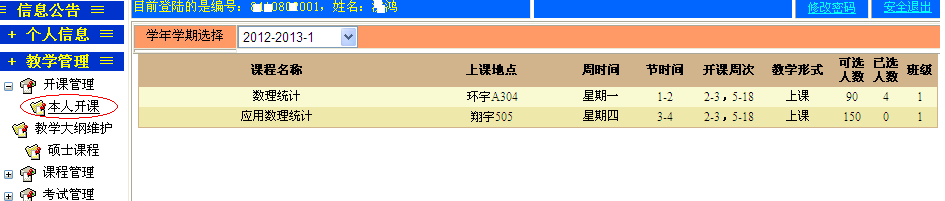 信息公告
目前登陆的是编号： 001，姓名： 鸿
修改密码
安全退出
+ 个人信息
学年学期选择 2012-2013-1
+ 教学管理
开课管理
本人开课
教学大纲维护
硕士课程
课程管理
考试管理
课程名称 上课地点 周时间 节时间 开课周次 教学形式 可选人数 已选人数 班级
数理统计 环宇A304 星期一 1-2 2-3，5-18 上课 90 4 1
应用数理统计 翔宇505 星期四 3-4 2-3，5-18 上课 150 0 1